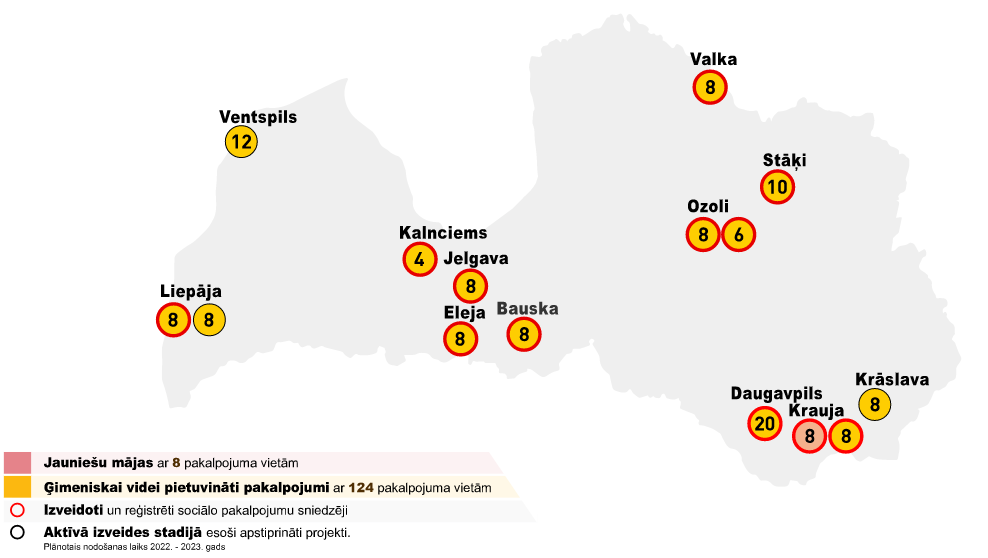 Valka
8
Ventspils
12
Stāķi
10
Ozoli
8 6
Kalnciems
4
Jelgava
8
Liepāja
8 8
Eleja
8
Bauska
8
Krāslava
8
Daugavpils
20
Krauja
8 8
Jauniešu mājas ar 8 pakalpojuma vietām
Ģimeniskai videi pietuvināti pakalpojumi ar 124 pakalpojuma vietām
Izveidoti un reģistrēti sociālo pakalpojumu sniedzēji
Aktīvā izveides stadijā esoši apstiprināti projekti.
Plānotais nodošanas laiks 2022. - 2023. gads